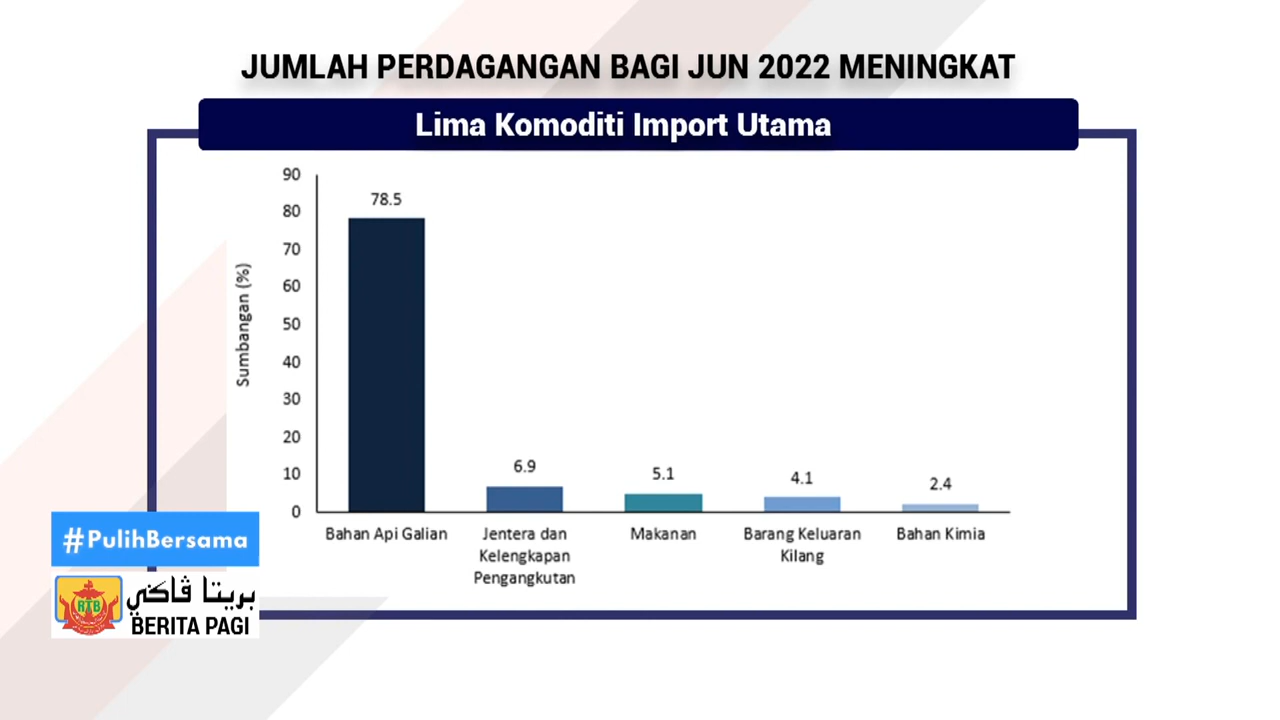 JUMLAH PERDAGANGAN BAGI JUN 2022 MENINGKAT
Lima Komoditi Import Utama
Sumbangan (%)
90
80
70
60
50
40
30
20
10
0
78.5
6.9
5.1
4.1
2.4
Bahan Api Galian
Jentera dan
Kelengkapan
Pengangkutan
Makanan
Barang Keluaran
Kilang
Bahan Kimia
#PulihBersama
RTB
بريتا ڤاݢي
BERITA PAGI